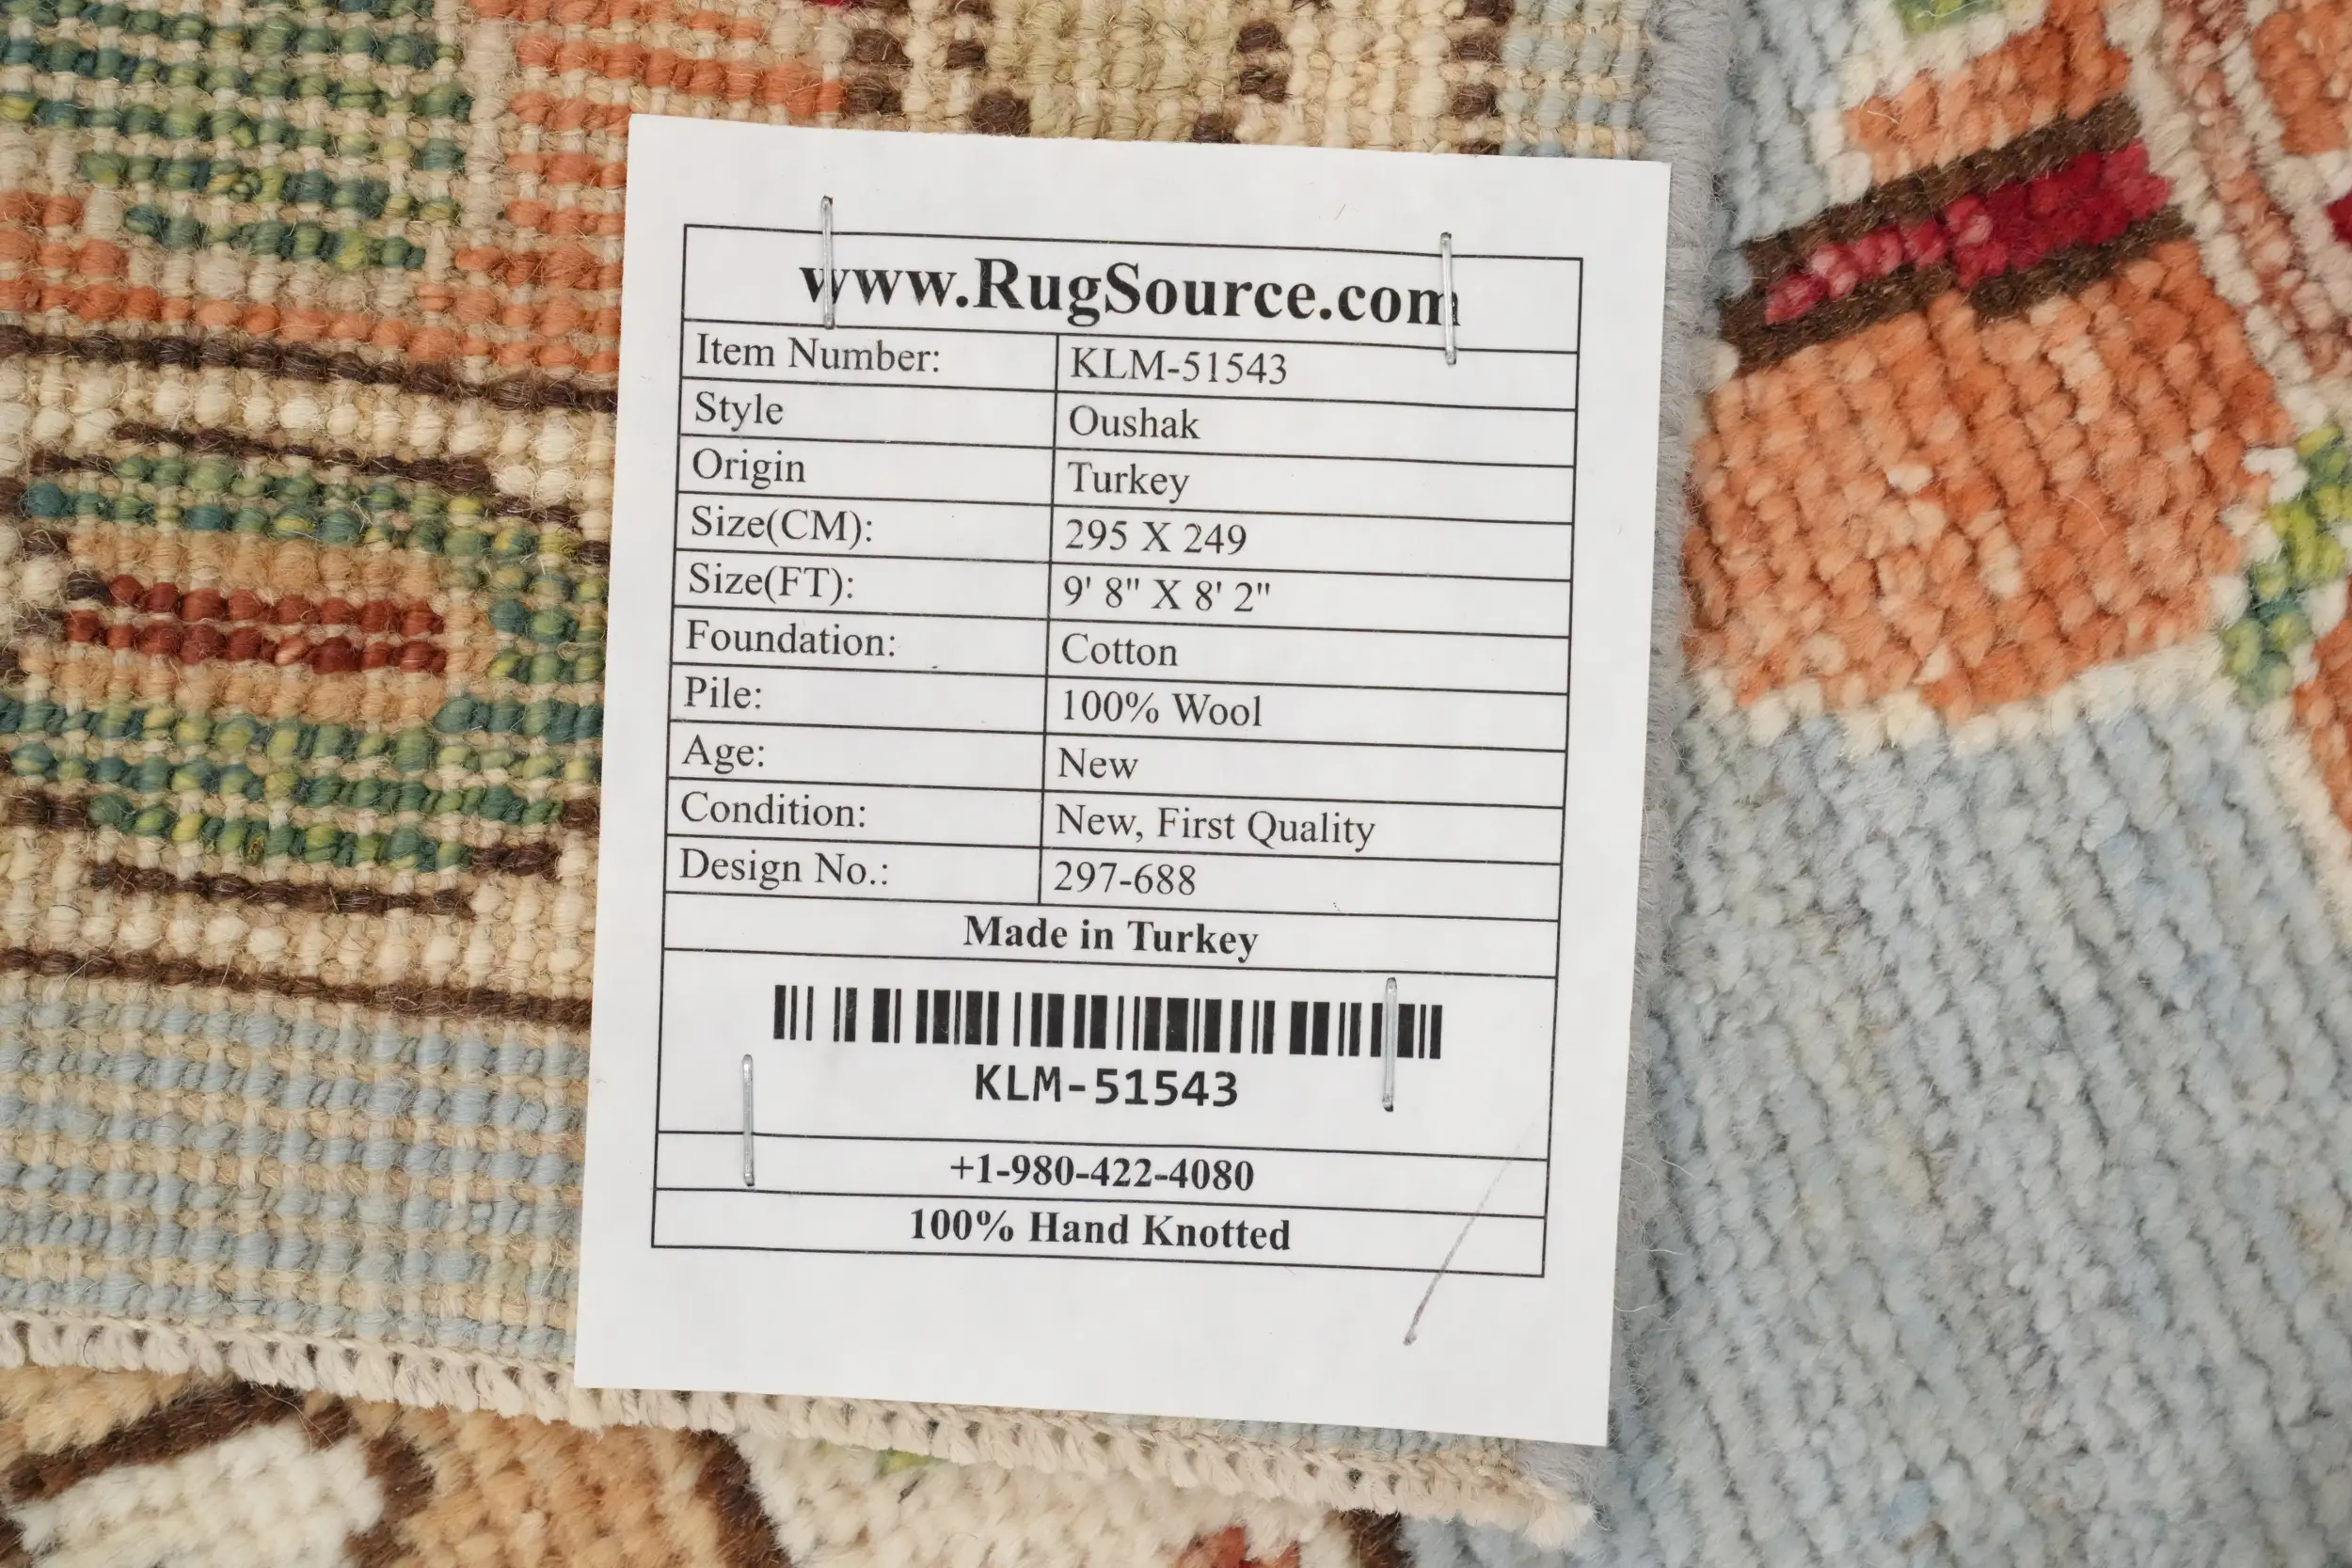 www.RugSource.com
Item Number: KLM-51543
Style Oushak
Origin Turkey
Size(CM): 295 X 249
Size(FT): 9' 8" X 8' 2"
Foundation: Cotton
Pile: 100% Wool
Age: New
Condition: New, First Quality
Design No.: 297-688
Made in Turkey
KLM-51543
+1-980-422-4080
100% Hand Knotted